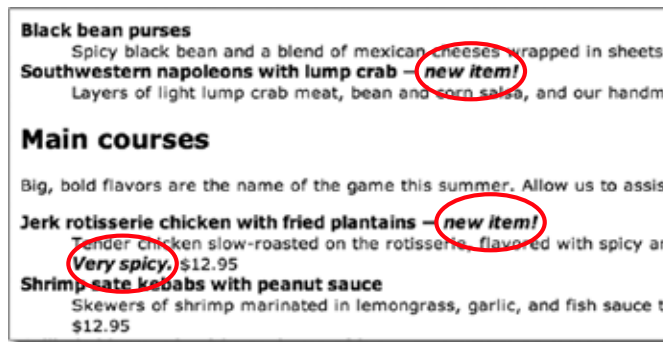 Black bean purses
Spicy black bean and a blend of mexican cheeses wrapped in sheets
Southwestern napoleons with lump crab — new item!
Layers of light lump crab meat, bean and corn salsa, and our handm
Main courses
Big, bold flavors are the name of the game this summer. Allow us to assis
Jerk rotisserie chicken with fried plantains — new item!
Tender chicken slow-roasted on the rotisserie, flavored with spicy an
Very spicy. $12.95
Shrimp sate kebabs with peanut sauce
Skewers of shrimp marinated in lemongrass, garlic, and fish sauce t
$12.95